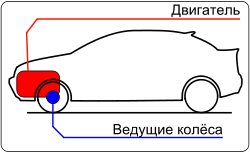 Двигатель
Ведущие колёса